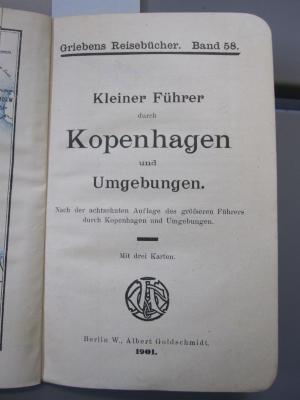 Griebens Reisebücher. Band 58.
Kleiner Führer
durch
Kopenhagen
und
Umgebungen.
Nach der achtzehnten Auflage des größeren Führers
durch Kopenhagen und Umgebungen.
Mit drei Karten.
Berlin W., Albert Goldschmidt.
1901.